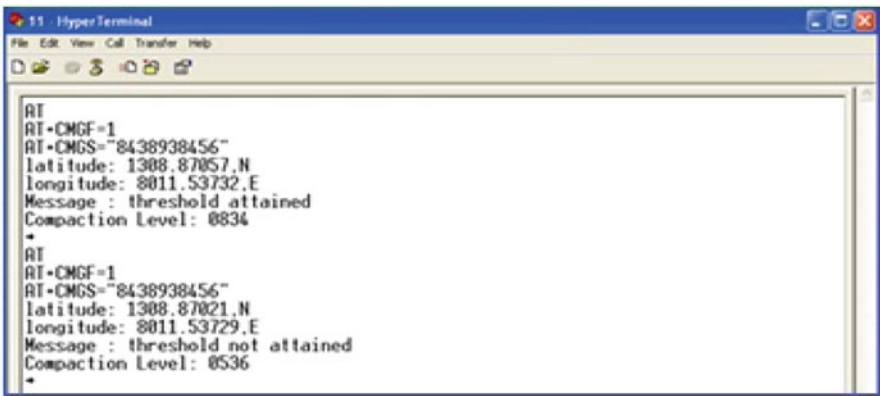 11 - HyperTerminal
File Edit View Call Transfer Help
AT
AT+CMGF=1
AT+CMGS="8438938456"
latitude: 1308.87057,N
longitude: 8011.53732,E
Message : threshold attained
Compaction Level: 0834
→
AT
AT+CMGF=1
AT+CMGS="8438938456"
latitude: 1308.87021,N
longitude: 8011.53729,E
Message : threshold not attained
Compaction Level: 0536
→